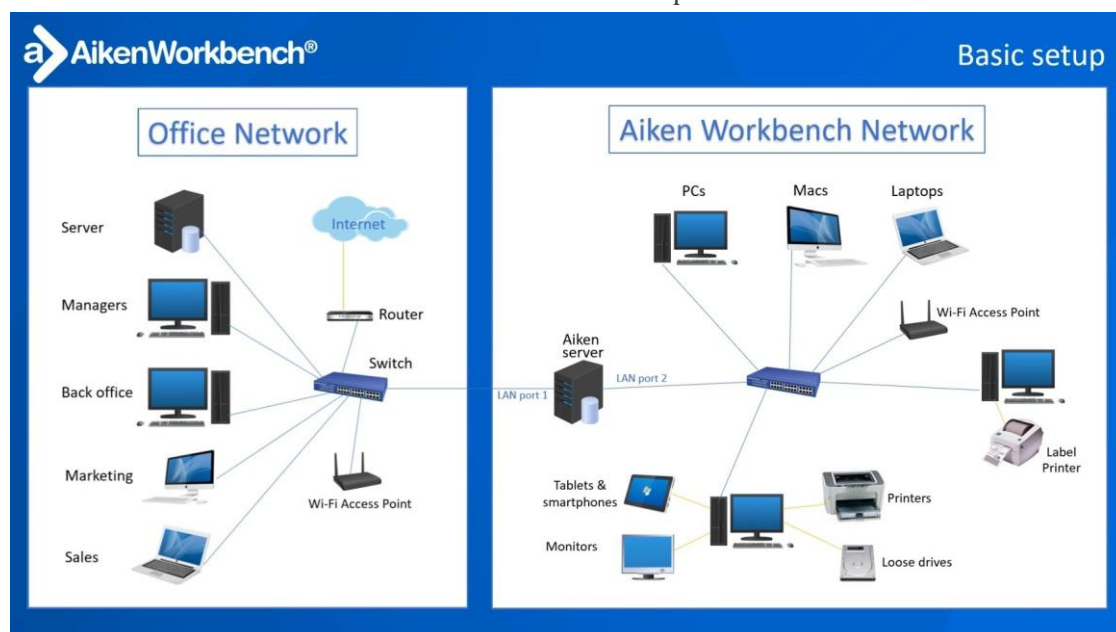 a AikenWorkbench®
Basic setup
Office Network
Server
Internet
Managers
Router
Switch
Back office
Marketing
Wi-Fi Access Point
Sales
Aiken Workbench Network
PCs
Macs
Laptops
Wi-Fi Access Point
Aiken
server
LAN port 1
LAN port 2
Label
Printer
Tablets &
smartphones
Printers
Monitors
Loose drives